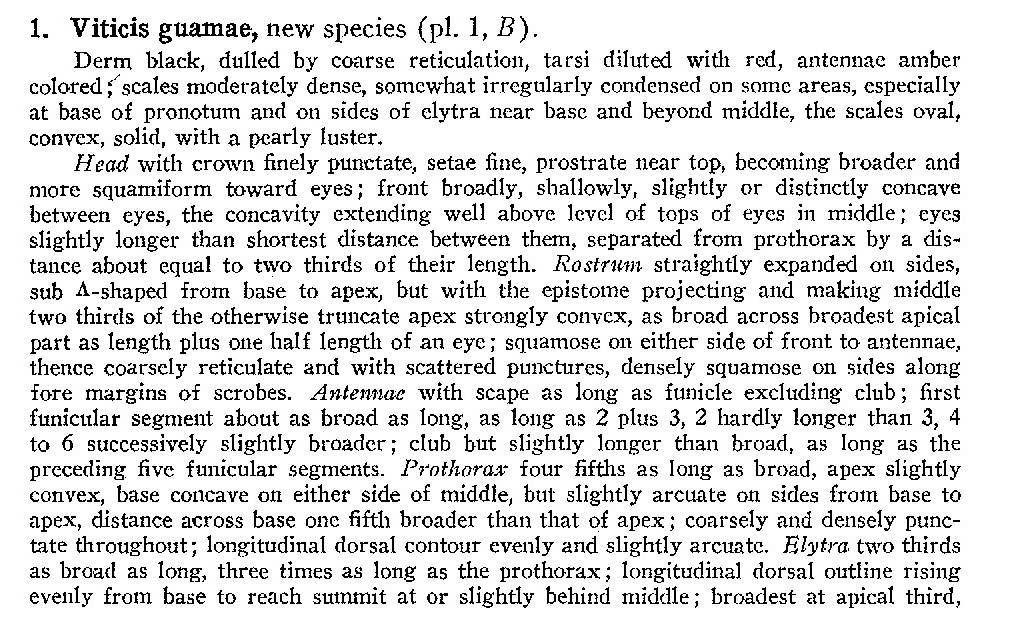 1. Viticis guamae, new species (pl. 1, B).
Derm black, dulled by coarse reticulation, tarsi diluted with red, antennae amber
colored; scales moderately dense, somewhat irregularly condensed on some areas, especially
at base of pronotum and on sides of elytra near base and beyond middle, the scales oval,
convex, solid, with a pearly luster.
Head with crown finely punctate, setae fine, prostrate near top, becoming broader and
more squamiform toward eyes; front broadly, shallowly, slightly or distinctly concave
between eyes, the concavity extending well above level of tops of eyes in middle; eyes
slightly longer than shortest distance between them, separated from prothorax by a dis-
tance about equal to two thirds of their length. Rostrum straightly expanded on sides,
sub Λ-shaped from base to apex, but with the epistome projecting and making middle
two thirds of the otherwise truncate apex strongly convex, as broad across broadest apical
part as length plus one half length of an eye; squamose on either side of front to antennae,
thence coarsely reticulate and with scattered punctures, densely squamose on sides along
fore margins of scrobes. Antennae with scape as long as funicle excluding club; first
funicular segment about as broad as long, as long as 2 plus 3, 2 hardly longer than 3, 4
to 6 successively slightly broader; club but slightly longer than broad, as long as the
preceding five funicular segments. Prothorax four fifths as long as broad, apex slightly
convex, base concave on either side of middle, but slightly arcuate on sides from base to
apex, distance across base one fifth broader than that of apex; coarsely and densely punc-
tate throughout; longitudinal dorsal contour evenly and slightly arcuate. Elytra two thirds
as broad as long, three times as long as the prothorax; longitudinal dorsal outline rising
evenly from base to reach summit at or slightly behind middle; broadest at apical third,